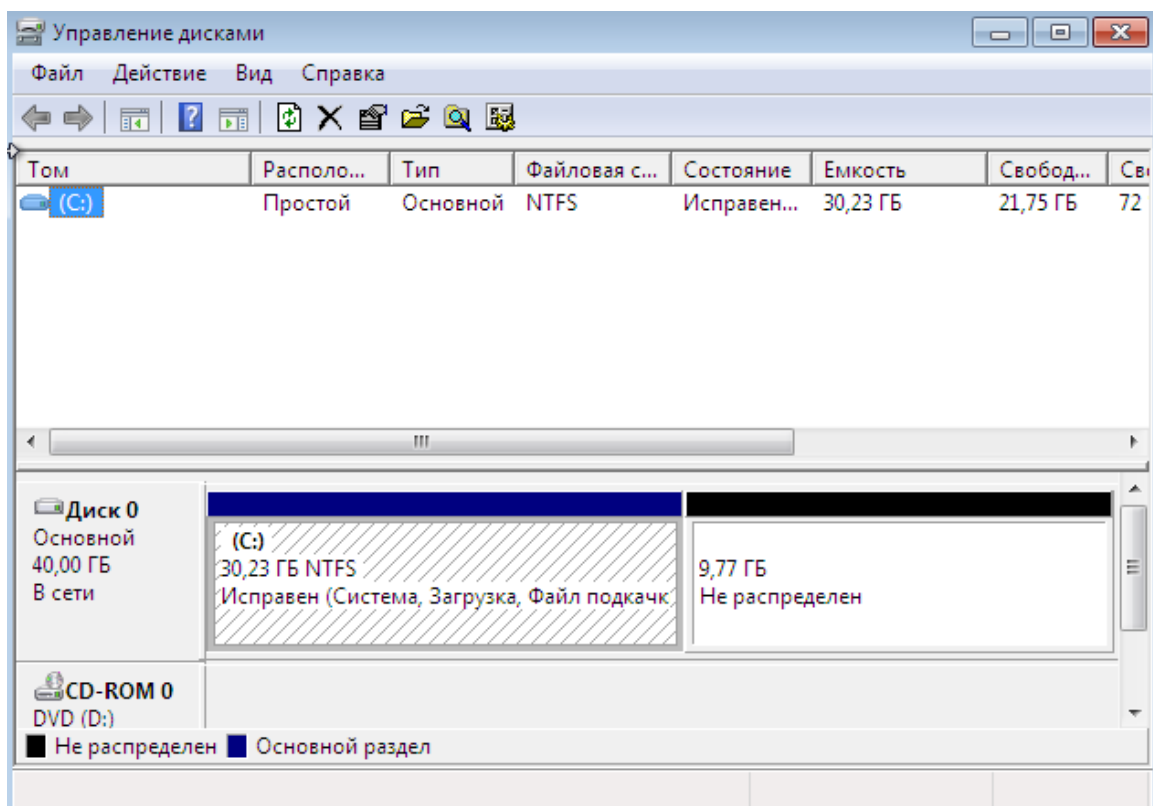 Управление дисками
Файл Действие Вид Справка
Том Располо... Тип Файловая с... Состояние Емкость Свобод... Сво
(C:) Простой Основной NTFS Исправен... 30,23 ГБ 21,75 ГБ 72
Диск 0
Основной
40,00 ГБ
В сети
(C:)
30,23 ГБ NTFS
Исправен (Система, Загрузка, Файл подкачк
9,77 ГБ
Не распределен
CD-ROM 0
DVD (D:)
Не распределен Основной раздел